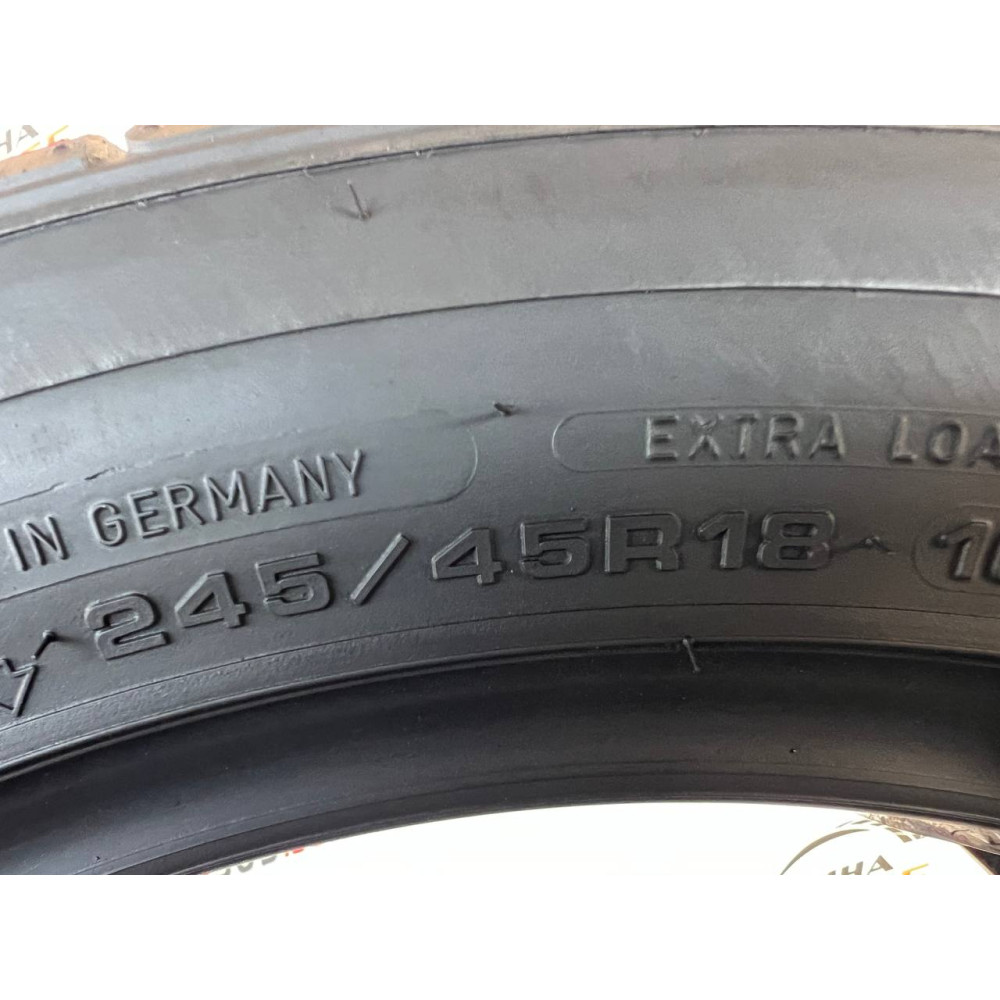 EXTRA LOA
IN GERMANY
245/45R18